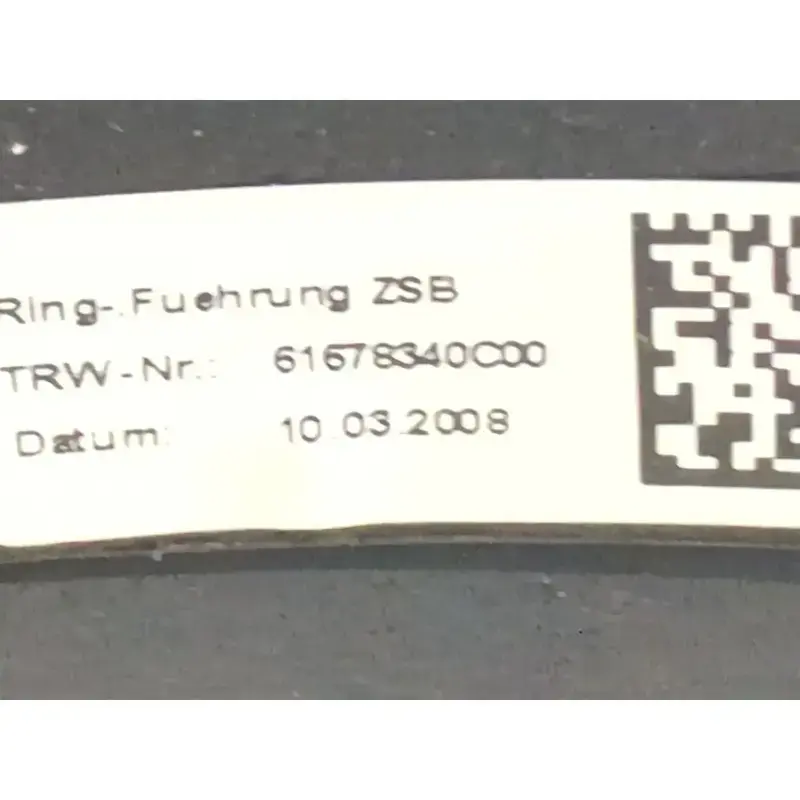 Ring-.Fuehrung ZSB
TRW-Nr.: 61678340C00
Datum: 10.03.2008